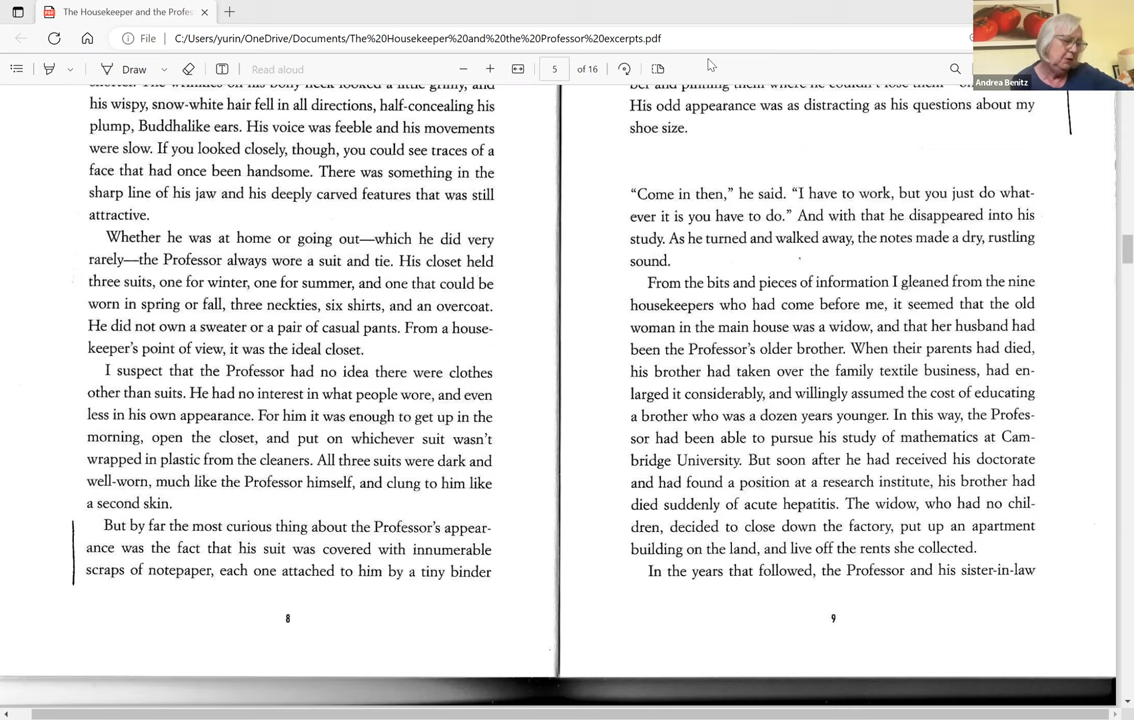 The Housekeeper and the Profes
File
C:/Users/yurin/OneDrive/Documents/The%20Housekeeper%20and%20the%20Professor%20excerpts.pdf
Draw
Read aloud
5
of 16
Andrea Benitz
shorter. The wrinkles on his bony neck looked a little grimy, and
his wispy, snow-white hair fell in all directions, half-concealing his
plump, Buddhalike ears. His voice was feeble and his movements
were slow. If you looked closely, though, you could see traces of a
face that had once been handsome. There was something in the
sharp line of his jaw and his deeply carved features that was still
attractive.
Whether he was at home or going out—which he did very
rarely—the Professor always wore a suit and tie. His closet held
three suits, one for winter, one for summer, and one that could be
worn in spring or fall, three neckties, six shirts, and an overcoat.
He did not own a sweater or a pair of casual pants. From a house-
keeper's point of view, it was the ideal closet.
I suspect that the Professor had no idea there were clothes
other than suits. He had no interest in what people wore, and even
less in his own appearance. For him it was enough to get up in the
morning, open the closet, and put on whichever suit wasn't
wrapped in plastic from the cleaners. All three suits were dark and
well-worn, much like the Professor himself, and clung to him like
a second skin.
But by far the most curious thing about the Professor's appear-
ance was the fact that his suit was covered with innumerable
scraps of notepaper, each one attached to him by a tiny binder
8
ber and pinning them where he couldn't lose them
His odd appearance was as distracting as his questions about my
shoe size.
"Come in then," he said. "I have to work, but you just do what-
ever it is you have to do." And with that he disappeared into his
study. As he turned and walked away, the notes made a dry, rustling
sound.
From the bits and pieces of information I gleaned from the nine
housekeepers who had come before me, it seemed that the old
woman in the main house was a widow, and that her husband had
been the Professor's older brother. When their parents had died,
his brother had taken over the family textile business, had en-
larged it considerably, and willingly assumed the cost of educating
a brother who was a dozen years younger. In this way, the Profes-
sor had been able to pursue his study of mathematics at Cam-
bridge University. But soon after he had received his doctorate
and had found a position at a research institute, his brother had
died suddenly of acute hepatitis. The widow, who had no chil-
dren, decided to close down the factory, put up an apartment
building on the land, and live off the rents she collected.
In the years that followed, the Professor and his sister-in-law
9